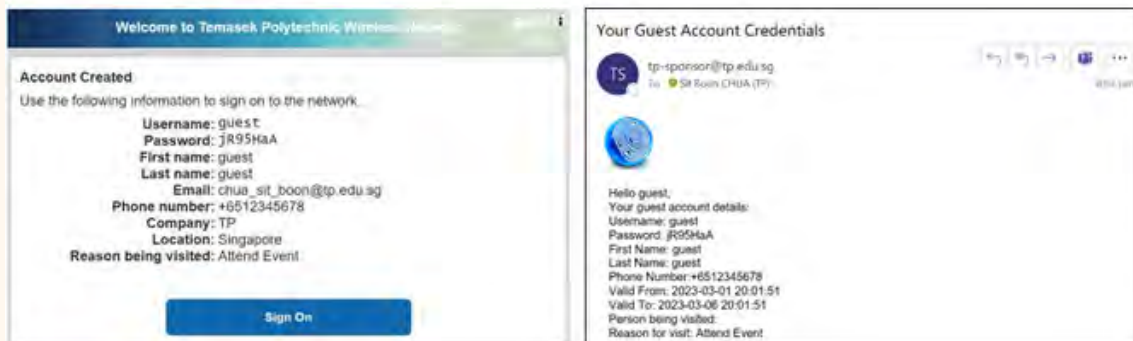 Welcome to Temasek Polytechnic Wireless
Account Created
Use the following information to sign on to the network.
Username: guest
Password: jR95HaA
First name: guest
Last name: guest
Email: chua_sit_boon@tp.edu.sg
Phone number: +6512345678
Company: TP
Location: Singapore
Reason being visited: Attend Event
Sign On
Your Guest Account Credentials
TS
tp-sponsor@tp.edu.sg
To Sit Boon CHUA (TP)
Hello guest,
Your guest account details:
Username: guest
Password: jR95HaA
First Name: guest
Last Name: guest
Phone Number:+6512345678
Valid From: 2023-03-01 20:01:51
Valid To: 2023-03-06 20:01:51
Person being visited:
Reason for visit: Attend Event